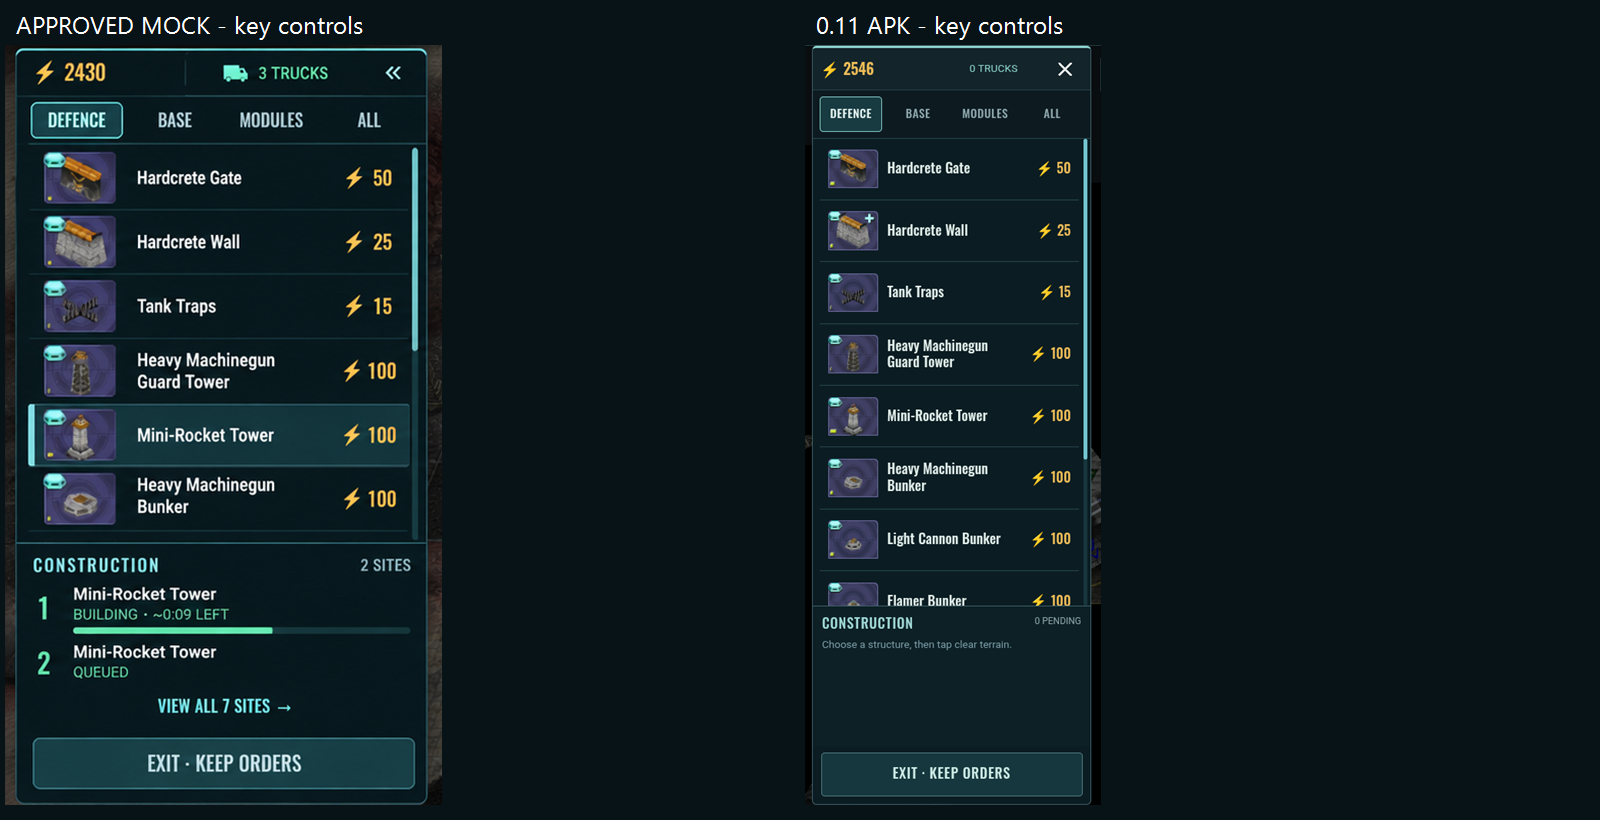 APPROVED MOCK - key controls
2430
3 TRUCKS
«
DEFENCE BASE MODULES ALL
Hardcrete Gate 50
Hardcrete Wall 25
Tank Traps 15
Heavy Machinegun
Guard Tower 100
Mini-Rocket Tower 100
Heavy Machinegun
Bunker 100
CONSTRUCTION 2 SITES
1 Mini-Rocket Tower
BUILDING · ~0:09 LEFT
2 Mini-Rocket Tower
QUEUED
VIEW ALL 7 SITES →
EXIT · KEEP ORDERS
0.11 APK - key controls
2546
0 TRUCKS
DEFENCE BASE MODULES ALL
Hardcrete Gate 50
Hardcrete Wall 25
Tank Traps 15
Heavy Machinegun
Guard Tower 100
Mini-Rocket Tower 100
Heavy Machinegun
Bunker 100
Light Cannon Bunker 100
Flamer Bunker 100
CONSTRUCTION 0 PENDING
Choose a structure, then tap clear terrain.
EXIT · KEEP ORDERS